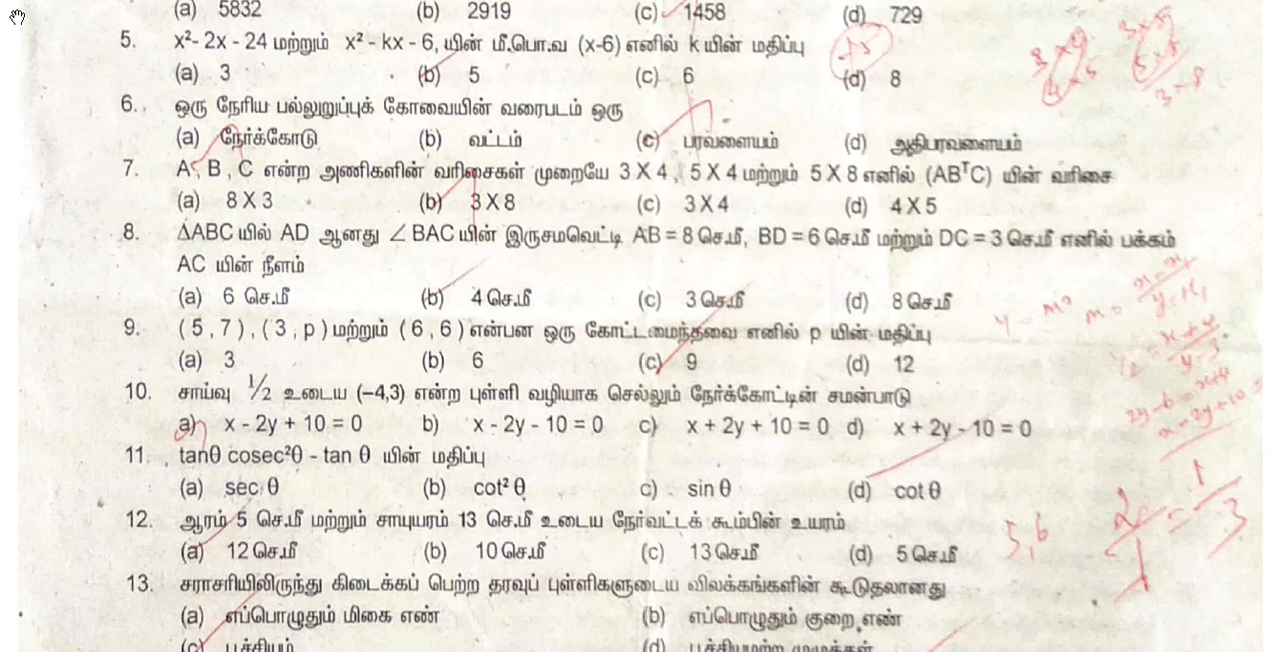 (a) 5832 (b) 2919 (c) 1458 (d) 729
5. x² - 2x - 24 மற்றும் x² - kx - 6, யின் மீ.பொ.வ (x-6) எனில் k யின் மதிப்பு
(a) 3 (b) 5 (c) 6 (d) 8
6. ஒரு நேரிய பல்லுறுப்புக் கோவையின் வரைபடம் ஒரு
(a) நேர்க்கோடு (b) வட்டம் (c) பரவளையம் (d) அதிபரவளையம்
7. A, B, C என்ற அணிகளின் வரிசைகள் முறையே 3 X 4, 5 X 4 மற்றும் 5 X 8 எனில் (ABᵀC) யின் வரிசை
(a) 8 X 3 (b) 3 X 8 (c) 3 X 4 (d) 4 X 5
8. ΔABC யில் AD ஆனது ∠BAC யின் இருசமவெட்டி AB = 8 செ.மீ, BD = 6 செ.மீ மற்றும் DC = 3 செ.மீ எனில் பக்கம்
AC யின் நீளம்
(a) 6 செ.மீ (b) 4 செ.மீ (c) 3 செ.மீ (d) 8 செ.மீ
9. (5, 7), (3, p) மற்றும் (6, 6) என்பன ஒரு கோட்டமைந்தவை எனில் p யின் மதிப்பு
(a) 3 (b) 6 (c) 9 (d) 12
10. சாய்வு ½ உடைய (–4,3) என்ற புள்ளி வழியாக செல்லும் நேர்க்கோட்டின் சமன்பாடு
a) x - 2y + 10 = 0 b) x - 2y - 10 = 0 c) x + 2y + 10 = 0 d) x + 2y - 10 = 0
11. tanθ cosec²θ - tan θ யின் மதிப்பு
(a) sec θ (b) cot² θ c) sin θ (d) cot θ
12. ஆரம் 5 செ.மீ மற்றும் சாயுயரம் 13 செ.மீ உடைய நேர்வட்டக் கூம்பின் உயரம்
(a) 12 செ.மீ (b) 10 செ.மீ (c) 13 செ.மீ (d) 5 செ.மீ
13. சராசரியிலிருந்து கிடைக்கப் பெற்ற தரவுப் புள்ளிகளுடைய விலக்கங்களின் கூடுதலானது
(a) எப்பொழுதும் மிகை எண் (b) எப்பொழுதும் குறை எண்
(c) பூச்சியம் (d) பூச்சியமற்ற முழுக்கள்